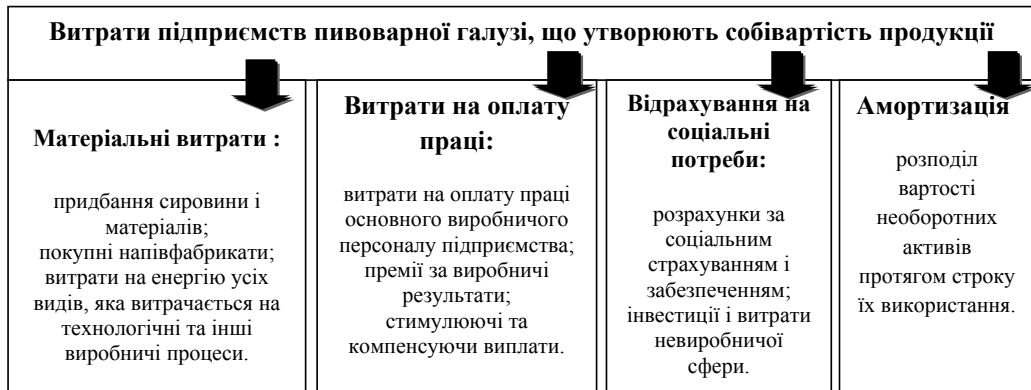 Витрати підприємств пивоварної галузі, що утворюють собівартість продукції
Матеріальні витрати :
придбання сировини і
матеріалів;
покупні напівфабрикати;
витрати на енергію усіх
видів, яка витрачається на
технологічні та інші
виробничі процеси.
Витрати на оплату
праці:
витрати на оплату праці
основного виробничого
персоналу підприємства;
премії за виробничі
результати;
стимулюючі та
компенсуючи виплати.
Відрахування на
соціальні
потреби:
розрахунки за
соціальним
страхуванням і
забезпеченням;
інвестиції і витрати
невиробничої
сфери.
Амортизація
розподіл
вартості
необоротних
активів
протягом строку
їх використання.